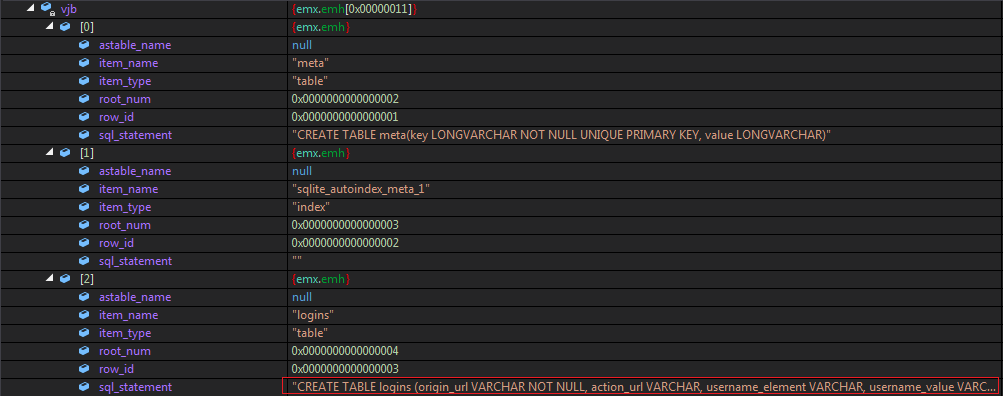 vjb {emx.emh[0x00000011]}
[0] {emx.emh}
astable_name null
item_name "meta"
item_type "table"
root_num 0x0000000000000002
row_id 0x0000000000000001
sql_statement "CREATE TABLE meta(key LONGVARCHAR NOT NULL UNIQUE PRIMARY KEY, value LONGVARCHAR)"
[1] {emx.emh}
astable_name null
item_name "sqlite_autoindex_meta_1"
item_type "index"
root_num 0x0000000000000003
row_id 0x0000000000000002
sql_statement ""
[2] {emx.emh}
astable_name null
item_name "logins"
item_type "table"
root_num 0x0000000000000004
row_id 0x0000000000000003
sql_statement "CREATE TABLE logins (origin_url VARCHAR NOT NULL, action_url VARCHAR, username_element VARCHAR, username_value VARC...